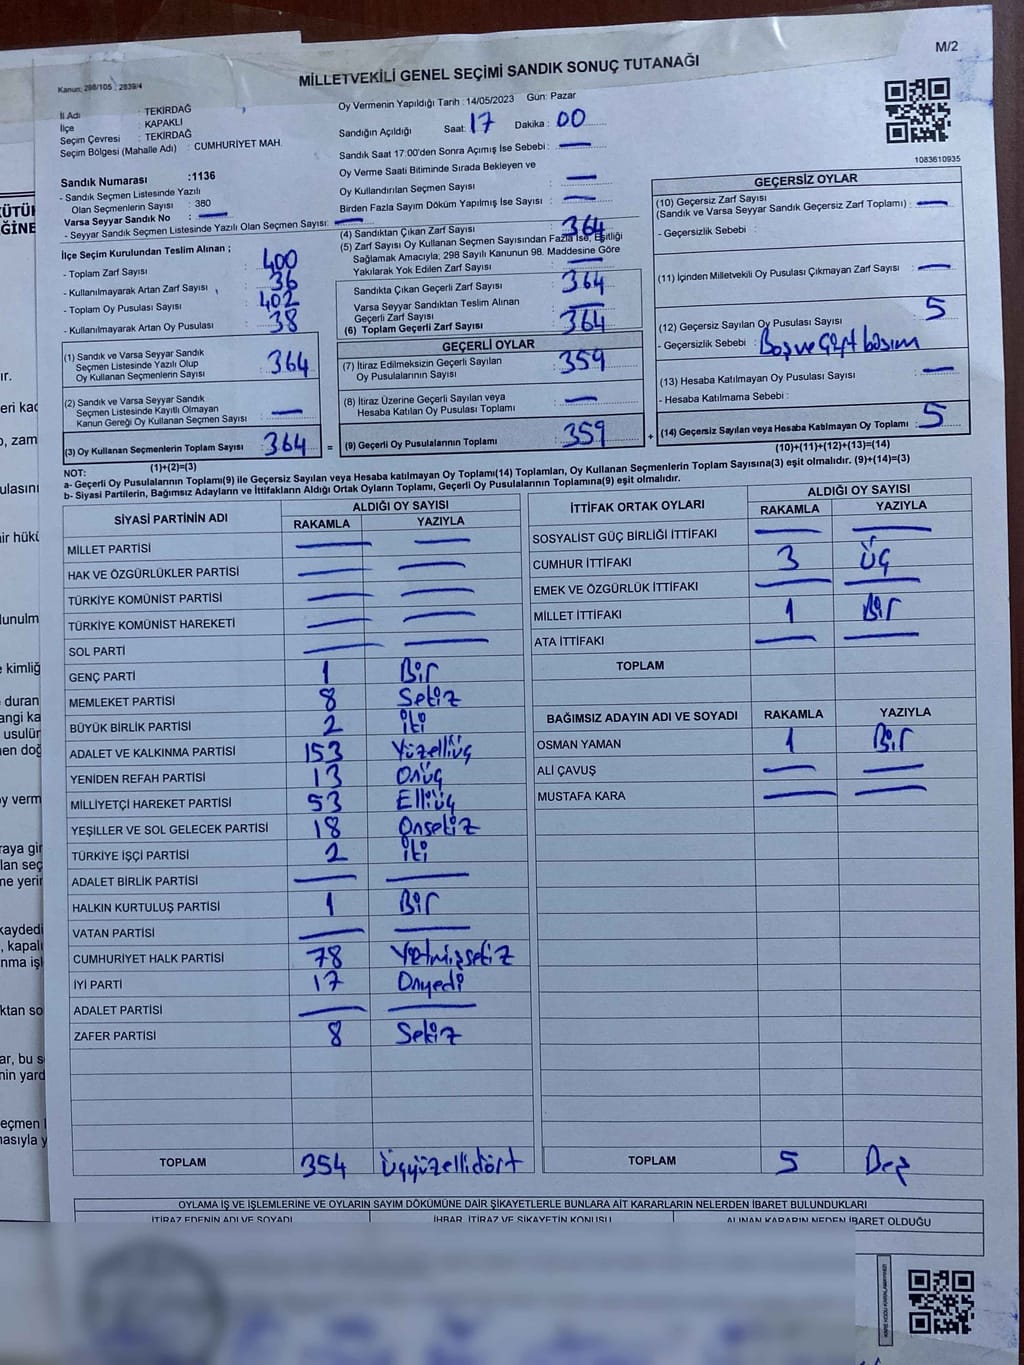 M/2
Kanun: 298/105 : 2839/4
MİLLETVEKİLİ GENEL SEÇİMİ SANDIK SONUÇ TUTANAĞI
İl Adı : TEKİRDAĞ
İlçe : KAPAKLI
Seçim Çevresi : TEKİRDAĞ
Seçim Bölgesi (Mahalle Adı) : CUMHURİYET MAH.
Sandık Numarası :1136
- Sandık Seçmen Listesinde Yazılı
Olan Seçmenlerin Sayısı : 380
Varsa Seyyar Sandık No : —
- Seyyar Sandık Seçmen Listesinde Yazılı Olan Seçmen Sayısı: —
İlçe Seçim Kurulundan Teslim Alınan ;
- Toplam Zarf Sayısı : 400
- Kullanılmayarak Artan Zarf Sayısı : 36
- Toplam Oy Pusulası Sayısı : 402
- Kullanılmayarak Artan Oy Pusulası : 38
(1) Sandık ve Varsa Seyyar Sandık
Seçmen Listesinde Yazılı Olup
Oy Kullanan Seçmenlerin Sayısı : 364
(2) Sandık ve Varsa Seyyar Sandık
Seçmen Listesinde Kayıtlı Olmayan
Kanun Gereği Oy Kullanan Seçmen Sayısı : —
(3) Oy Kullanan Seçmenlerin Toplam Sayısı : 364 =
(1)+(2)=(3)
Oy Vermenin Yapıldığı Tarih : 14/05/2023 Gün: Pazar
Sandığın Açıldığı Saat: 17 Dakika : 00
Sandık Saat 17:00'den Sonra Açımış İse Sebebi : —
Oy Verme Saati Bitiminde Sırada Bekleyen ve
Oy Kullandırılan Seçmen Sayısı : —
Birden Fazla Sayım Döküm Yapılmış İse Sayısı : —
(4) Sandıktan Çıkan Zarf Sayısı : 364
(5) Zarf Sayısı Oy Kullanan Seçmen Sayısından Fazla İse, Eşitliği
Sağlamak Amacıyla; 298 Sayılı Kanunun 98. Maddesine Göre
Yakılarak Yok Edilen Zarf Sayısı : —
Sandıkta Çıkan Geçerli Zarf Sayısı : 364
Varsa Seyyar Sandıktan Teslim Alınan
Geçerli Zarf Sayısı : —
(6) Toplam Geçerli Zarf Sayısı : 364
GEÇERLİ OYLAR
(7) İtiraz Edilmeksizin Geçerli Sayılan
Oy Pusulalarının Sayısı : 359
(8) İtiraz Üzerine Geçerli Sayılan veya
Hesaba Katılan Oy Pusulası Toplamı : —
(9) Geçerli Oy Pusulalarının Toplamı : 359 +
1083610935
GEÇERSİZ OYLAR
(10) Geçersiz Zarf Sayısı
(Sandık ve Varsa Seyyar Sandık Geçersiz Zarf Toplamı) : —
- Geçersizlik Sebebi :
(11) İçinden Milletvekili Oy Pusulası Çıkmayan Zarf Sayısı : —
(12) Geçersiz Sayılan Oy Pusulası Sayısı : 5
- Geçersizlik Sebebi : Boş ve Çift basım
(13) Hesaba Katılmayan Oy Pusulası Sayısı : —
- Hesaba Katılmama Sebebi :
(14) Geçersiz Sayılan veya Hesaba Katılmayan Oy Toplamı : 5
(10)+(11)+(12)+(13)=(14)
NOT:
a- Geçerli Oy Pusulalarının Toplamı(9) ile Geçersiz Sayılan veya Hesaba katılmayan Oy Toplamı(14) Toplamları, Oy Kullanan Seçmenlerin Toplam Sayısına(3) eşit olmalıdır. (9)+(14)=(3)
b- Siyasi Partilerin, Bağımsız Adayların ve İttifakların Aldığı Ortak Oyların Toplamı, Geçerli Oy Pusulalarının Toplamına(9) eşit olmalıdır.
SİYASİ PARTİNİN ADI ALDIĞI OY SAYISI
RAKAMLA YAZIYLA
MİLLET PARTİSİ — —
HAK VE ÖZGÜRLÜKLER PARTİSİ — —
TÜRKİYE KOMÜNİST PARTİSİ — —
TÜRKİYE KOMÜNİST HAREKETİ — —
SOL PARTİ — —
GENÇ PARTİ 1 Bir
MEMLEKET PARTİSİ 8 Sekiz
BÜYÜK BİRLİK PARTİSİ 2 iki
ADALET VE KALKINMA PARTİSİ 153 Yüzelliüç
YENİDEN REFAH PARTİSİ 13 Onüç
MİLLİYETÇİ HAREKET PARTİSİ 53 Elliüç
YEŞİLLER VE SOL GELECEK PARTİSİ 18 Onsekiz
TÜRKİYE İŞÇİ PARTİSİ 2 iki
ADALET BİRLİK PARTİSİ — —
HALKIN KURTULUŞ PARTİSİ 1 Bir
VATAN PARTİSİ — —
CUMHURİYET HALK PARTİSİ 78 Yetmişsekiz
İYİ PARTİ 17 Onyedi
ADALET PARTİSİ — —
ZAFER PARTİSİ 8 Sekiz
TOPLAM 354 Üçyüzellidört
İTTİFAK ORTAK OYLARI ALDIĞI OY SAYISI
RAKAMLA YAZIYLA
SOSYALİST GÜÇ BİRLİĞİ İTTİFAKI — —
CUMHUR İTTİFAKI 3 Üç
EMEK VE ÖZGÜRLÜK İTTİFAKI — —
MİLLET İTTİFAKI 1 Bir
ATA İTTİFAKI — —
TOPLAM
BAĞIMSIZ ADAYIN ADI VE SOYADI RAKAMLA YAZIYLA
OSMAN YAMAN 1 Bir
ALİ ÇAVUŞ — —
MUSTAFA KARA — —
TOPLAM 5 Beş
OYLAMA İŞ VE İŞLEMLERİNE VE OYLARIN SAYIM DÖKÜMÜNE DAİR ŞİKAYETLERLE BUNLARA AİT KARARLARIN NELERDEN İBARET BULUNDUKLARI
İTİRAZ EDENİN ADI VE SOYADI İHBAR, İTİRAZ VE ŞİKAYETİN KONUSU ALINAN KARARIN NEDEN İBARET OLDUĞU